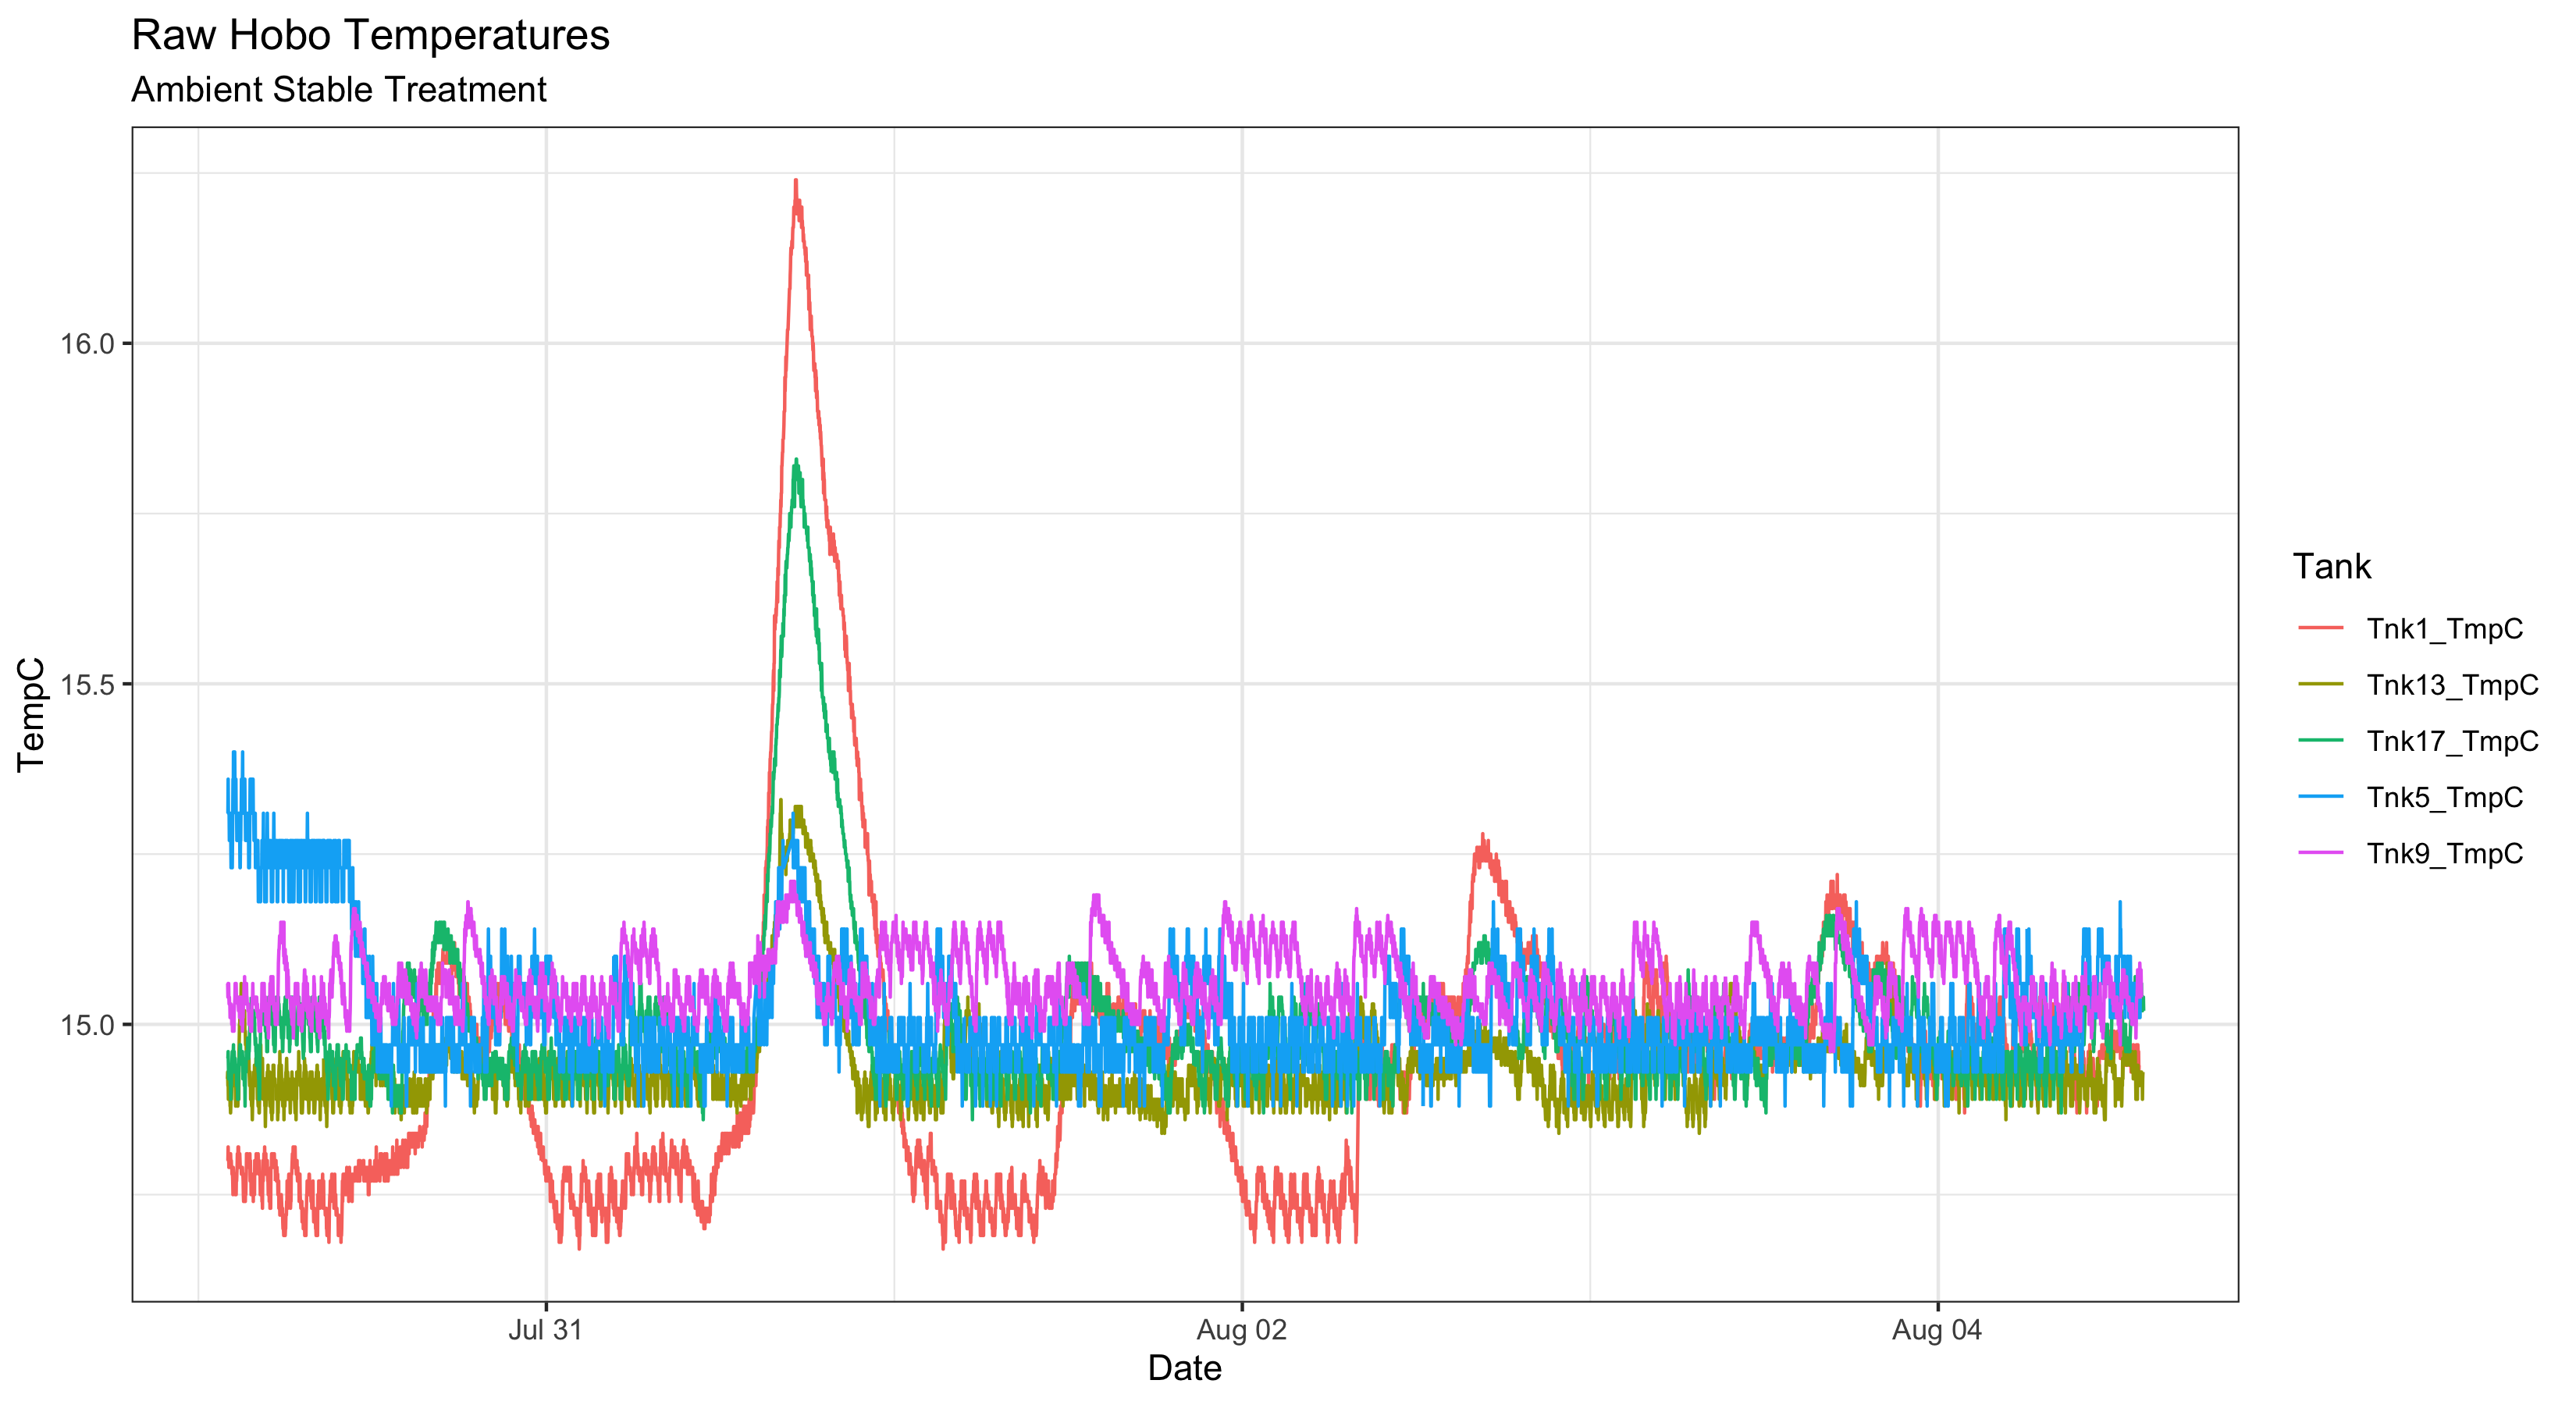 Raw Hobo Temperatures
Ambient Stable Treatment
TempC
16.0
15.5
15.0
Jul 31
Aug 02
Aug 04
Date
Tank
Tnk1_TmpC
Tnk13_TmpC
Tnk17_TmpC
Tnk5_TmpC
Tnk9_TmpC